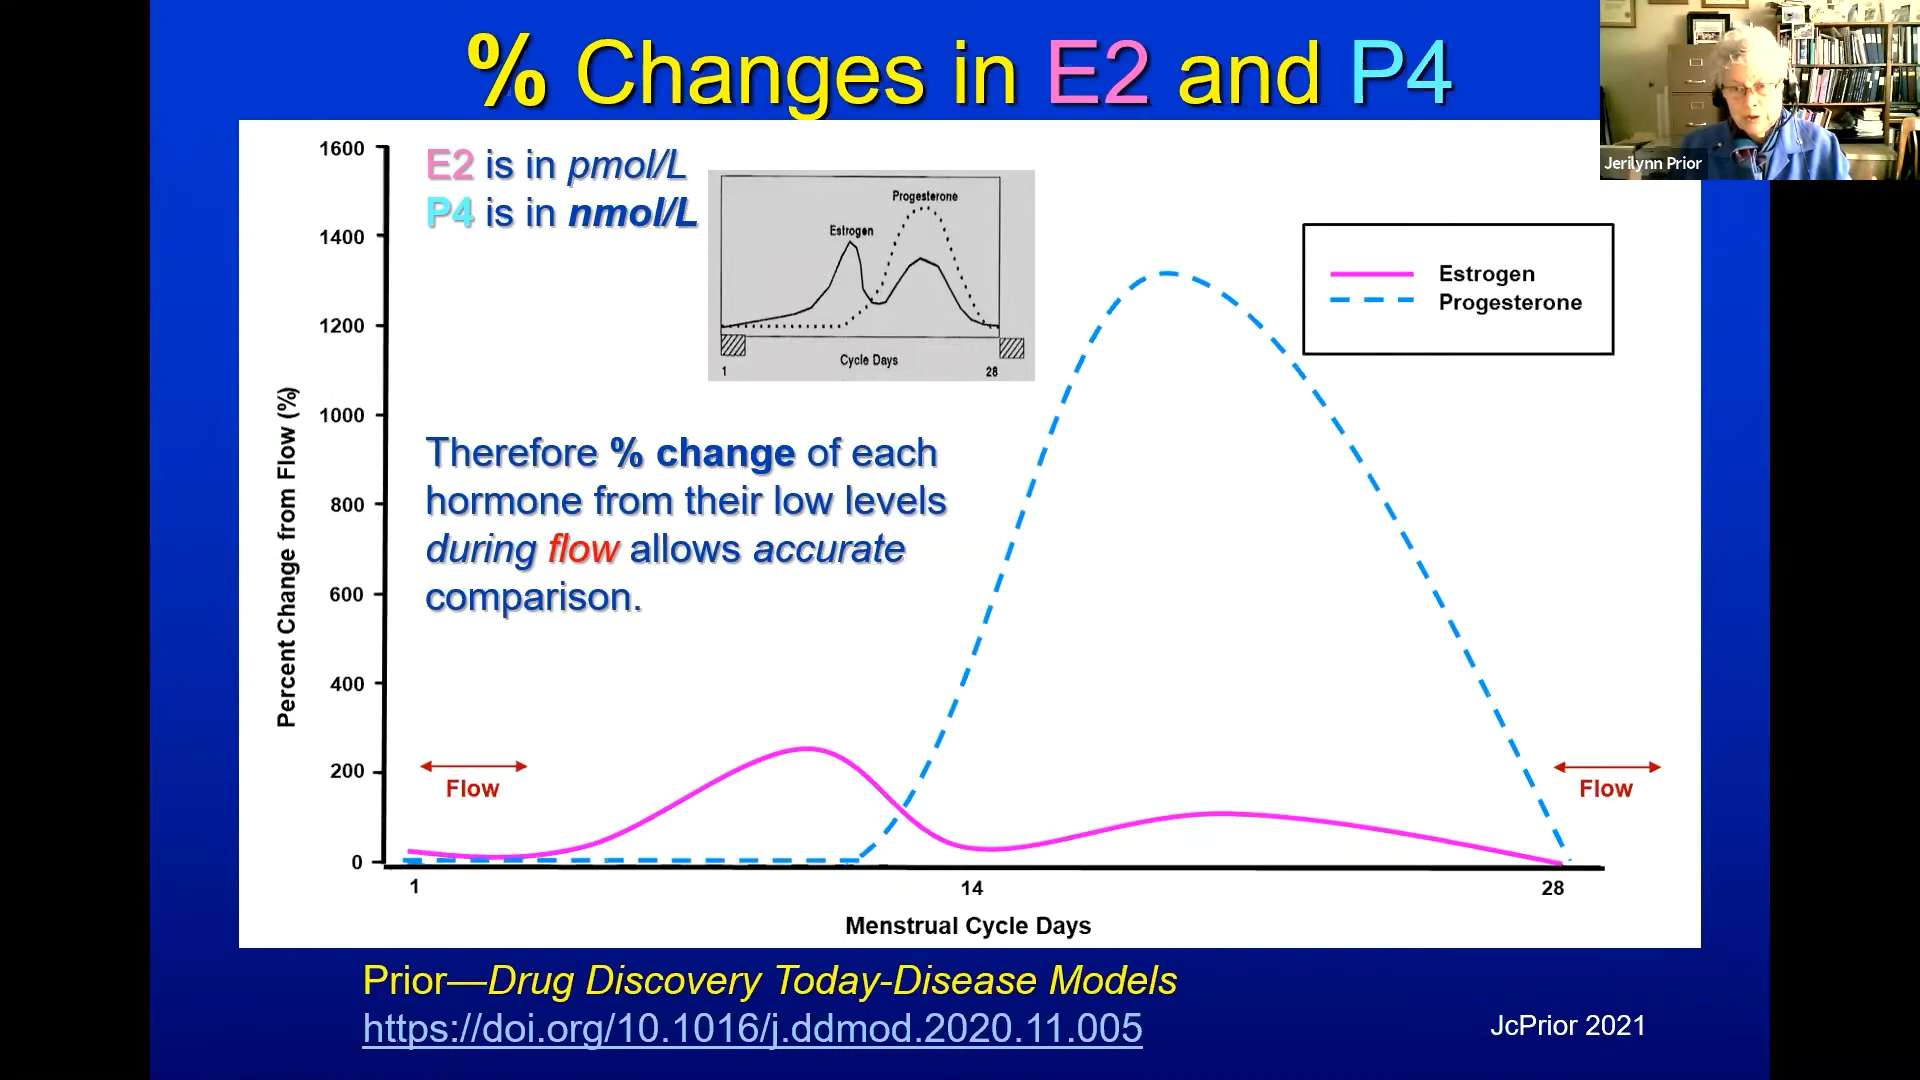 % Changes in E2 and P4
Jerilynn Prior
E2 is in pmol/L
P4 is in nmol/L
Progesterone
Estrogen
Cycle Days
1
28
Estrogen
Progesterone
Therefore % change of each
hormone from their low levels
during flow allows accurate
comparison.
Percent Change from Flow (%)
1600
1400
1200
1000
800
600
400
200
0
Flow
Flow
1
14
28
Menstrual Cycle Days
Prior—Drug Discovery Today-Disease Models
https://doi.org/10.1016/j.ddmod.2020.11.005
JcPrior 2021